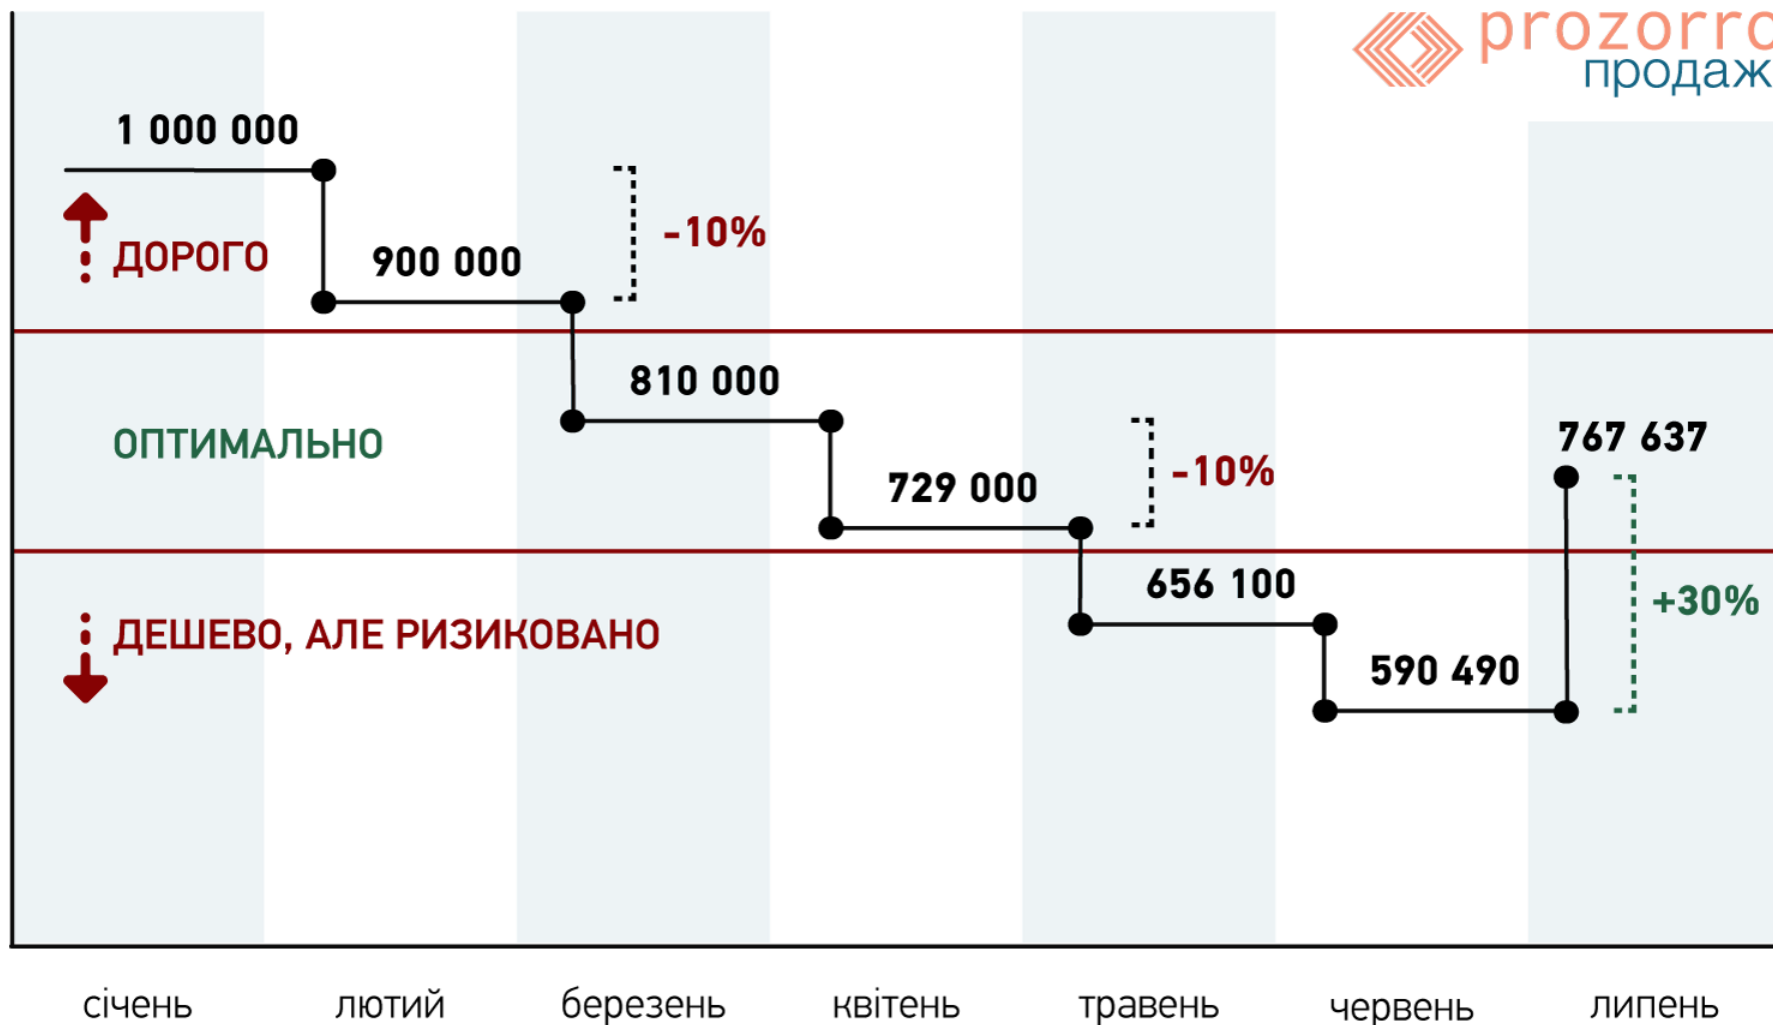 prozorro
продаж
1 000 000
ДОРОГО
-10%
900 000
810 000
ОПТИМАЛЬНО
767 637
-10%
729 000
656 100
+30%
ДЕШЕВО, АЛЕ РИЗИКОВАНО
590 490
січень лютий березень квітень травень червень липень